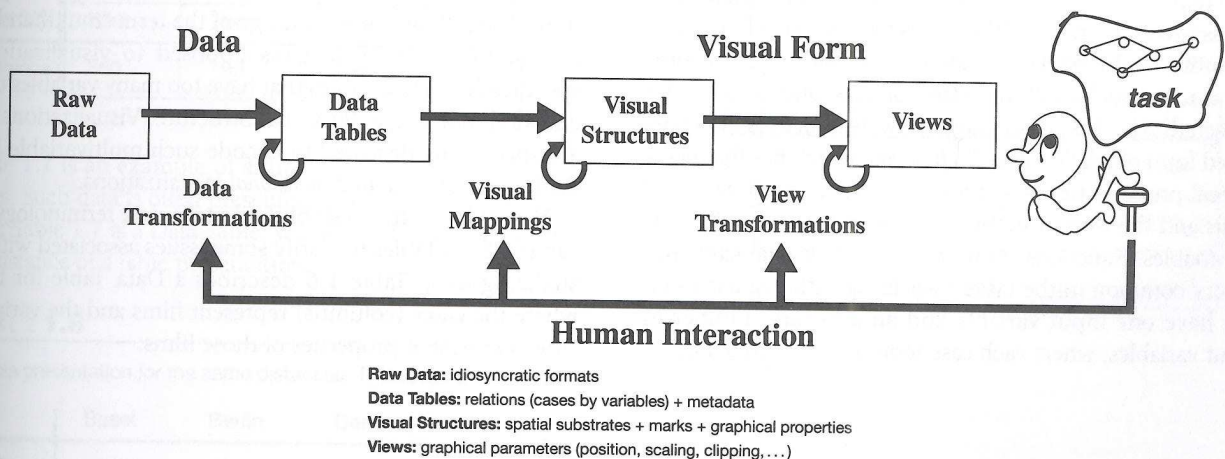 Data
Visual Form
task
Raw
Data
Data
Tables
Visual
Structures
Views
Data
Transformations
Visual
Mappings
View
Transformations
Human Interaction
Raw Data: idiosyncratic formats
Data Tables: relations (cases by variables) + metadata
Visual Structures: spatial substrates + marks + graphical properties
Views: graphical parameters (position, scaling, clipping,...)